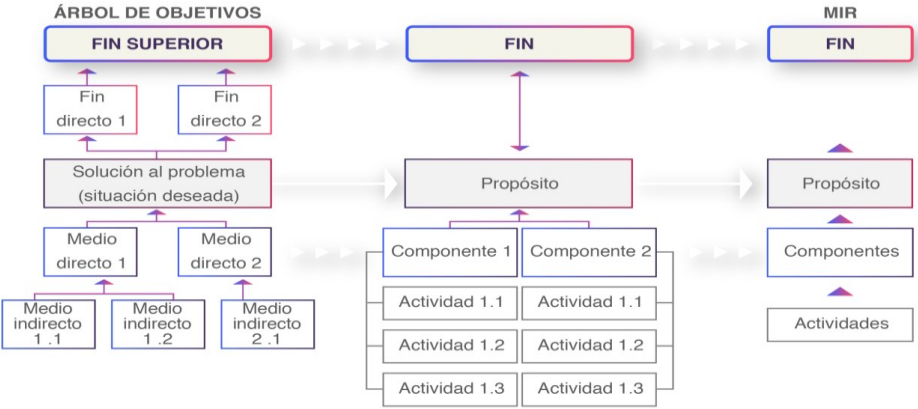 ÁRBOL DE OBJETIVOS
MIR
FIN SUPERIOR
FIN
FIN
Fin
directo 1
Fin
directo 2
Solución al problema
(situación deseada)
Propósito
Propósito
Medio
directo 1
Medio
directo 2
Componente 1
Componente 2
Componentes
Medio
indirecto
1 .1
Medio
indirecto
1 .2
Medio
indirecto
2 .1
Actividad 1.1
Actividad 1.1
Actividades
Actividad 1.2
Actividad 1.2
Actividad 1.3
Actividad 1.3